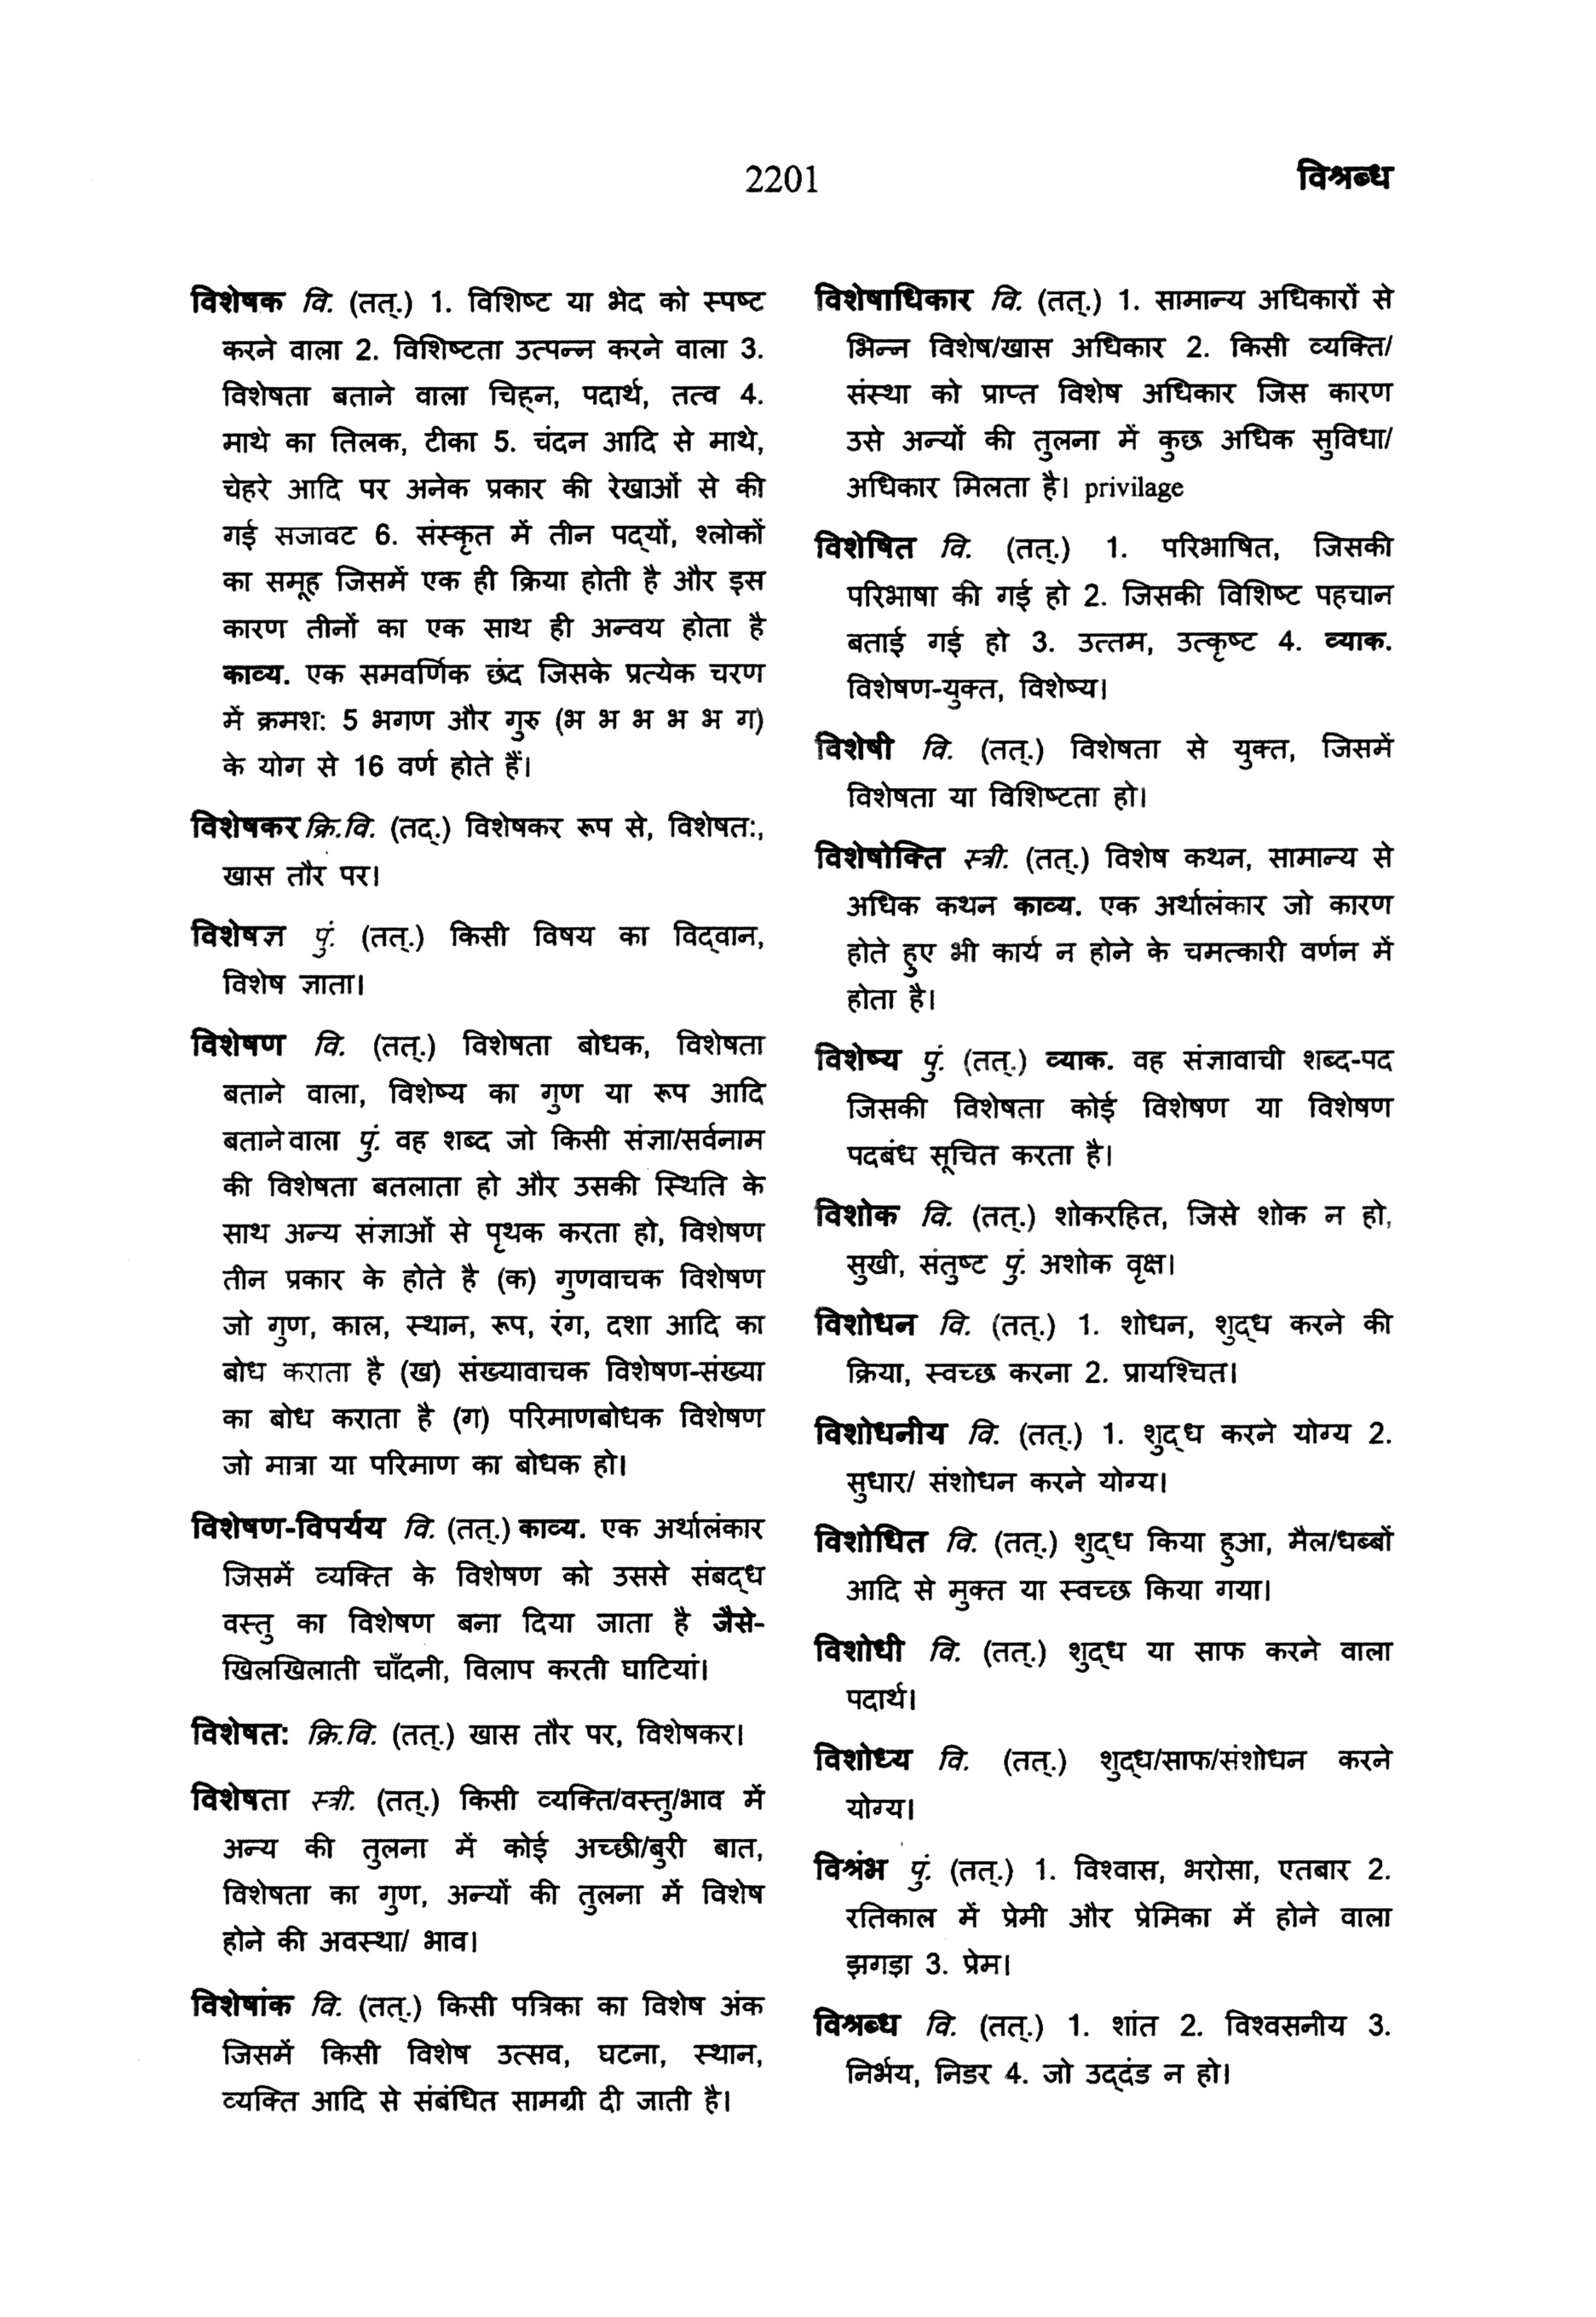 2201
विश्रब्ध
विशेषक वि. (तत्.) 1. विशिष्ट या भेद को स्पष्ट
करने वाला 2. विशिष्टता उत्पन्न करने वाला 3.
विशेषता बताने वाला चिह्न, पदार्थ, तत्व 4.
माथे का तिलक, टीका 5. चंदन आदि से माथे,
चेहरे आदि पर अनेक प्रकार की रेखाओं से की
गई सजावट 6. संस्कृत में तीन पद्यों, श्लोकों
का समूह जिसमें एक ही क्रिया होती है और इस
कारण तीनों का एक साथ ही अन्वय होता है
काव्य. एक समवर्णिक छंद जिसके प्रत्येक चरण
में क्रमश: 5 भगण और गुरु (भ भ भ भ भ ग)
के योग से 16 वर्ण होते हैं।
विशेषकर क्रि.वि. (तद्.) विशेषकर रूप से, विशेषत:,
खास तौर पर।
विशेषज्ञ पुं. (तत्.) किसी विषय का विद्‌वान,
विशेष ज्ञाता।
विशेषण वि. (तत्.) विशेषता बोधक, विशेषता
बताने वाला, विशेष्य का गुण या रूप आदि
बताने वाला पुं. वह शब्द जो किसी संज्ञा/सर्वनाम
की विशेषता बतलाता हो और उसकी स्थिति के
साथ अन्य संज्ञाओं से पृथक करता हो, विशेषण
तीन प्रकार के होते है (क) गुणवाचक विशेषण
जो गुण, काल, स्थान, रूप, रंग, दशा आदि का
बोध कराता है (ख) संख्यावाचक विशेषण-संख्या
का बोध कराता है (ग) परिमाणबोधक विशेषण
जो मात्रा या परिमाण का बोधक हो।
विशेषण-विपर्यय वि. (तत्.) काव्य. एक अर्थालंकार
जिसमें व्यक्ति के विशेषण को उससे संबद्‌ध
वस्तु का विशेषण बना दिया जाता है जैसे-
खिलखिलाती चाँदनी, विलाप करती घाटियां।
विशेषत: क्रि.वि. (तत्.) खास तौर पर, विशेषकर।
विशेषता स्त्री. (तत्.) किसी व्यक्ति/वस्तु/भाव में
अन्य की तुलना में कोई अच्छी/बुरी बात,
विशेषता का गुण, अन्यों की तुलना में विशेष
होने की अवस्था/ भाव।
विशेषांक वि. (तत्.) किसी पत्रिका का विशेष अंक
जिसमें किसी विशेष उत्सव, घटना, स्थान,
व्यक्ति आदि से संबंधित सामग्री दी जाती है।
विशेषाधिकार वि. (तत्.) 1. सामान्य अधिकारों से
भिन्न विशेष/खास अधिकार 2. किसी व्यक्ति/
संस्था को प्राप्त विशेष अधिकार जिस कारण
उसे अन्यों की तुलना में कुछ अधिक सुविधा/
अधिकार मिलता है। privilage
विशेषित वि. (तत्.) 1. परिभाषित, जिसकी
परिभाषा की गई हो 2. जिसकी विशिष्ट पहचान
बताई गई हो 3. उत्तम, उत्कृष्ट 4. व्याक.
विशेषण-युक्त, विशेष्य।
विशेषी वि. (तत्.) विशेषता से युक्त, जिसमें
विशेषता या विशिष्टता हो।
विशेषोक्ति स्त्री. (तत्.) विशेष कथन, सामान्य से
अधिक कथन काव्य. एक अर्थालंकार जो कारण
होते हुए भी कार्य न होने के चमत्कारी वर्णन में
होता है।
विशेष्य पुं. (तत्.) व्याक. वह संज्ञावाची शब्द-पद
जिसकी विशेषता कोई विशेषण या विशेषण
पदबंध सूचित करता है।
विशोक वि. (तत्.) शोकरहित, जिसे शोक न हो,
सुखी, संतुष्ट पुं. अशोक वृक्ष।
विशोधन वि. (तत्.) 1. शोधन, शुद्‌ध करने की
क्रिया, स्वच्छ करना 2. प्रायश्चित।
विशोधनीय वि. (तत्.) 1. शुद्‌ध करने योग्य 2.
सुधार/ संशोधन करने योग्य।
विशोधित वि. (तत्.) शुद्‌ध किया हुआ, मैल/धब्बों
आदि से मुक्त या स्वच्छ किया गया।
विशोधी वि. (तत्.) शुद्‌ध या साफ करने वाला
पदार्थ।
विशोध्य वि. (तत्.) शुद्‌ध/साफ/संशोधन करने
योग्य।
विश्रंभ पुं. (तत्.) 1. विश्वास, भरोसा, एतबार 2.
रतिकाल में प्रेमी और प्रेमिका में होने वाला
झगड़ा 3. प्रेम।
विश्रब्ध वि. (तत्.) 1. शांत 2. विश्वसनीय 3.
निर्भय, निडर 4. जो उद्‌दंड न हो।